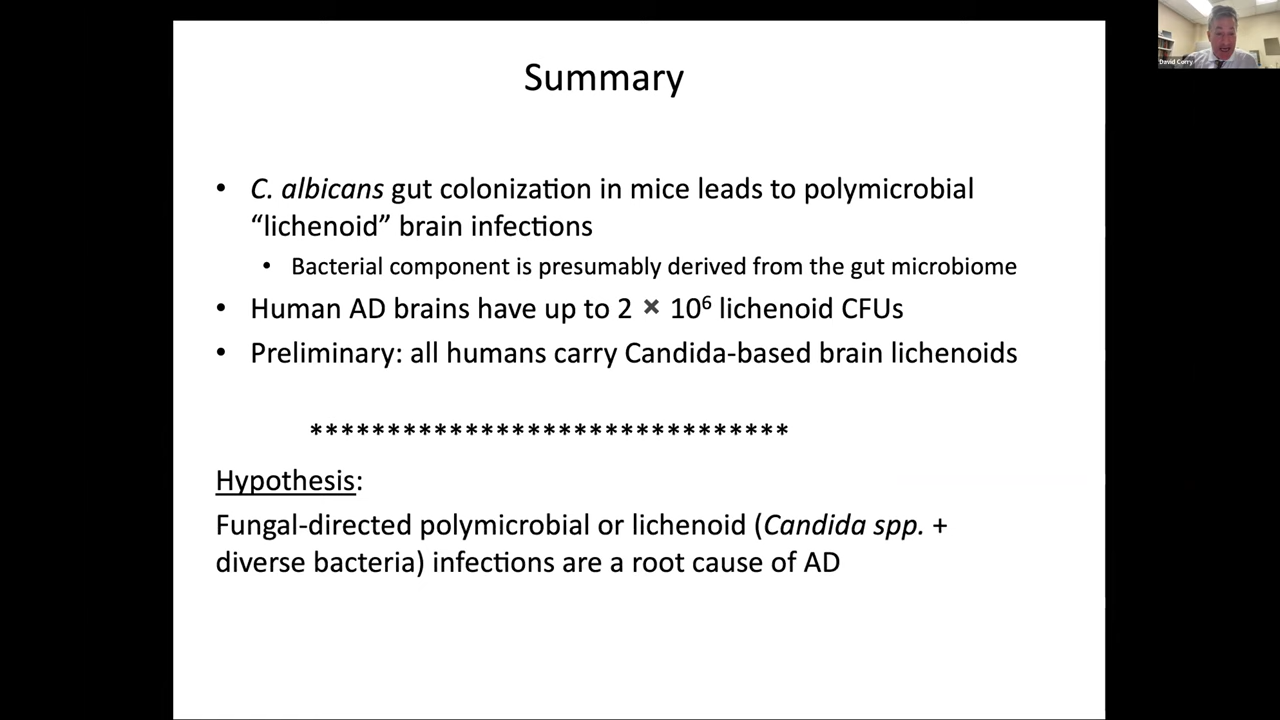 Summary
David Corry
• C. albicans gut colonization in mice leads to polymicrobial
“lichenoid” brain infections
• Bacterial component is presumably derived from the gut microbiome
• Human AD brains have up to 2 × 10⁶ lichenoid CFUs
• Preliminary: all humans carry Candida-based brain lichenoids
*******************************
Hypothesis:
Fungal-directed polymicrobial or lichenoid (Candida spp. +
diverse bacteria) infections are a root cause of AD